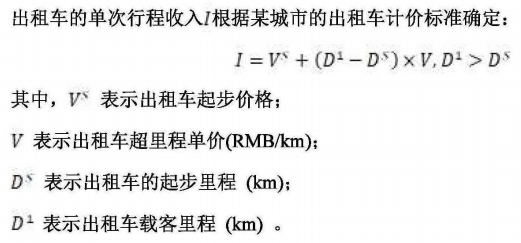 出租车的单次行程收入I根据某城市的出租车计价标准确定：
I = V^S + (D^1 − D^S) × V, D^1 > D^S
其中，V^S 表示出租车起步价格；
V 表示出租车超里程单价(RMB/km)；
D^S 表示出租车的起步里程 (km)；
D^1 表示出租车载客里程 (km) 。